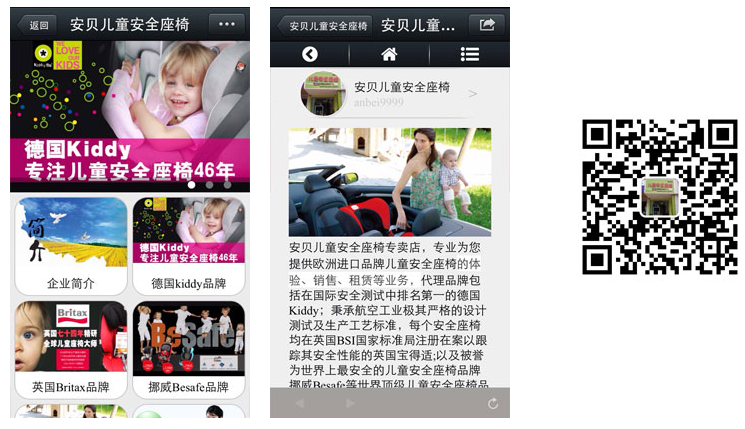 返回
安贝儿童安全座椅
WE
LOVE
OUR
KIDS
德国Kiddy
专注儿童安全座椅46年
简介
企业简介
WE
LOVE
OUR
KIDS
德国Kiddy
专注儿童安全座椅46年
德国kiddy品牌
Britax
英国七十四年精研
全球儿童座椅大师!
英国Britax品牌
BeSafe
挪威Besafe品牌
安贝儿童安全座椅
安贝儿童...
安贝儿童安全座椅
anbei9999
>
安贝儿童安全座椅专卖店，专业为您
提供欧洲进口品牌儿童安全座椅的体
验、销售、租赁等业务，代理品牌包
括在国际安全测试中排名第一的德国
Kiddy；秉承航空工业极其严格的设计
测试及生产工艺标准，每个安全座椅
均在英国BSI国家标准局注册在案以跟
踪其安全性能的英国宝得适;以及被誉
为世界上最安全的儿童安全座椅品牌
挪威Besafe等世界顶级儿童安全座椅品